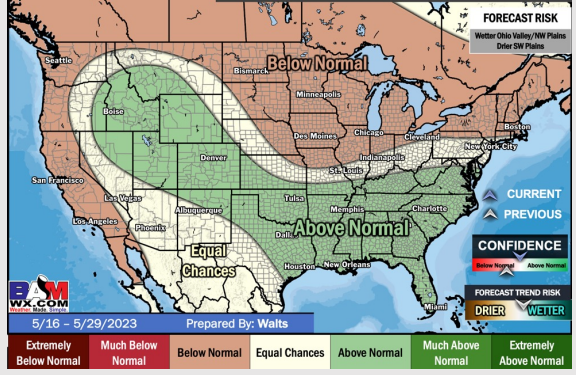 FORECAST RISK
Wetter Ohio Valley/NW Plains
Drier SW Plains
Seattle
Bismarck
Below Normal
Minneapolis
Boise
Des Moines
Chicago
Cleveland
Boston
New York City
Indianapolis
Denver
St. Louis
San Francisco
Las Vegas
Tulsa
CURRENT
Albuquerque
Memphis
Charlotte
PREVIOUS
Los Angeles
Phoenix
Dall
Above Normal
CONFIDENCE
Equal
Chances
Houston
New Orleans
Below Normal
Above Normal
BAM
WX.COM
Weather. Made. Simple.
FORECAST TREND RISK
Miami
DRIER
WETTER
5/16 – 5/29/2023
Prepared By: Walts
Extremely
Below Normal
Much Below
Normal
Below Normal
Equal Chances
Above Normal
Much Above
Normal
Extremely
Above Normal